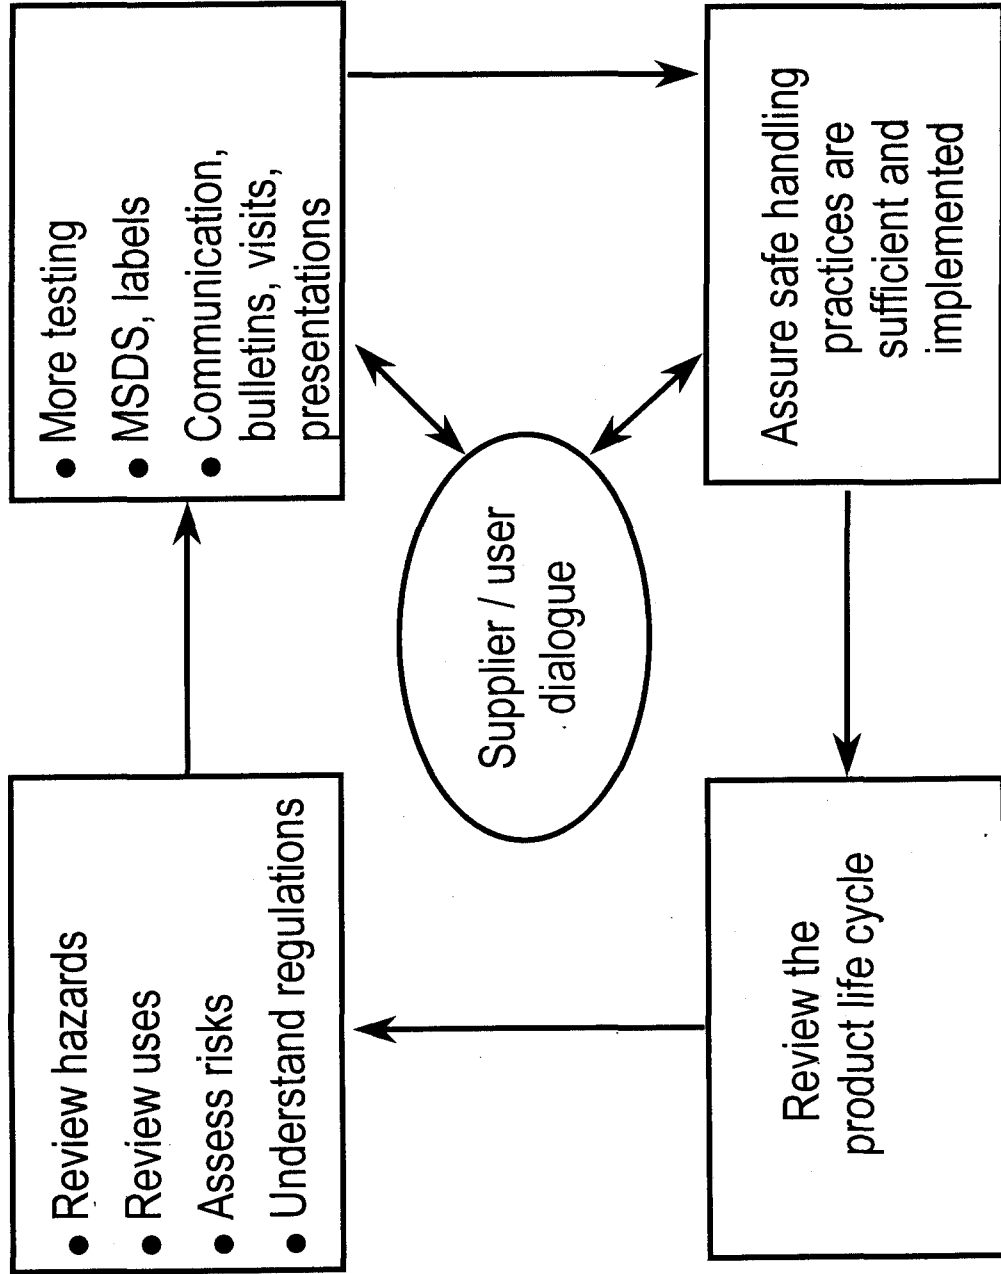 ● Review hazards
● Review uses
● Assess risks
● Understand regulations
● More testing
● MSDS, labels
● Communication,
bulletins, visits,
presentations
Supplier / user
dialogue
Review the
product life cycle
Assure safe handling
practices are
sufficient and
implemented